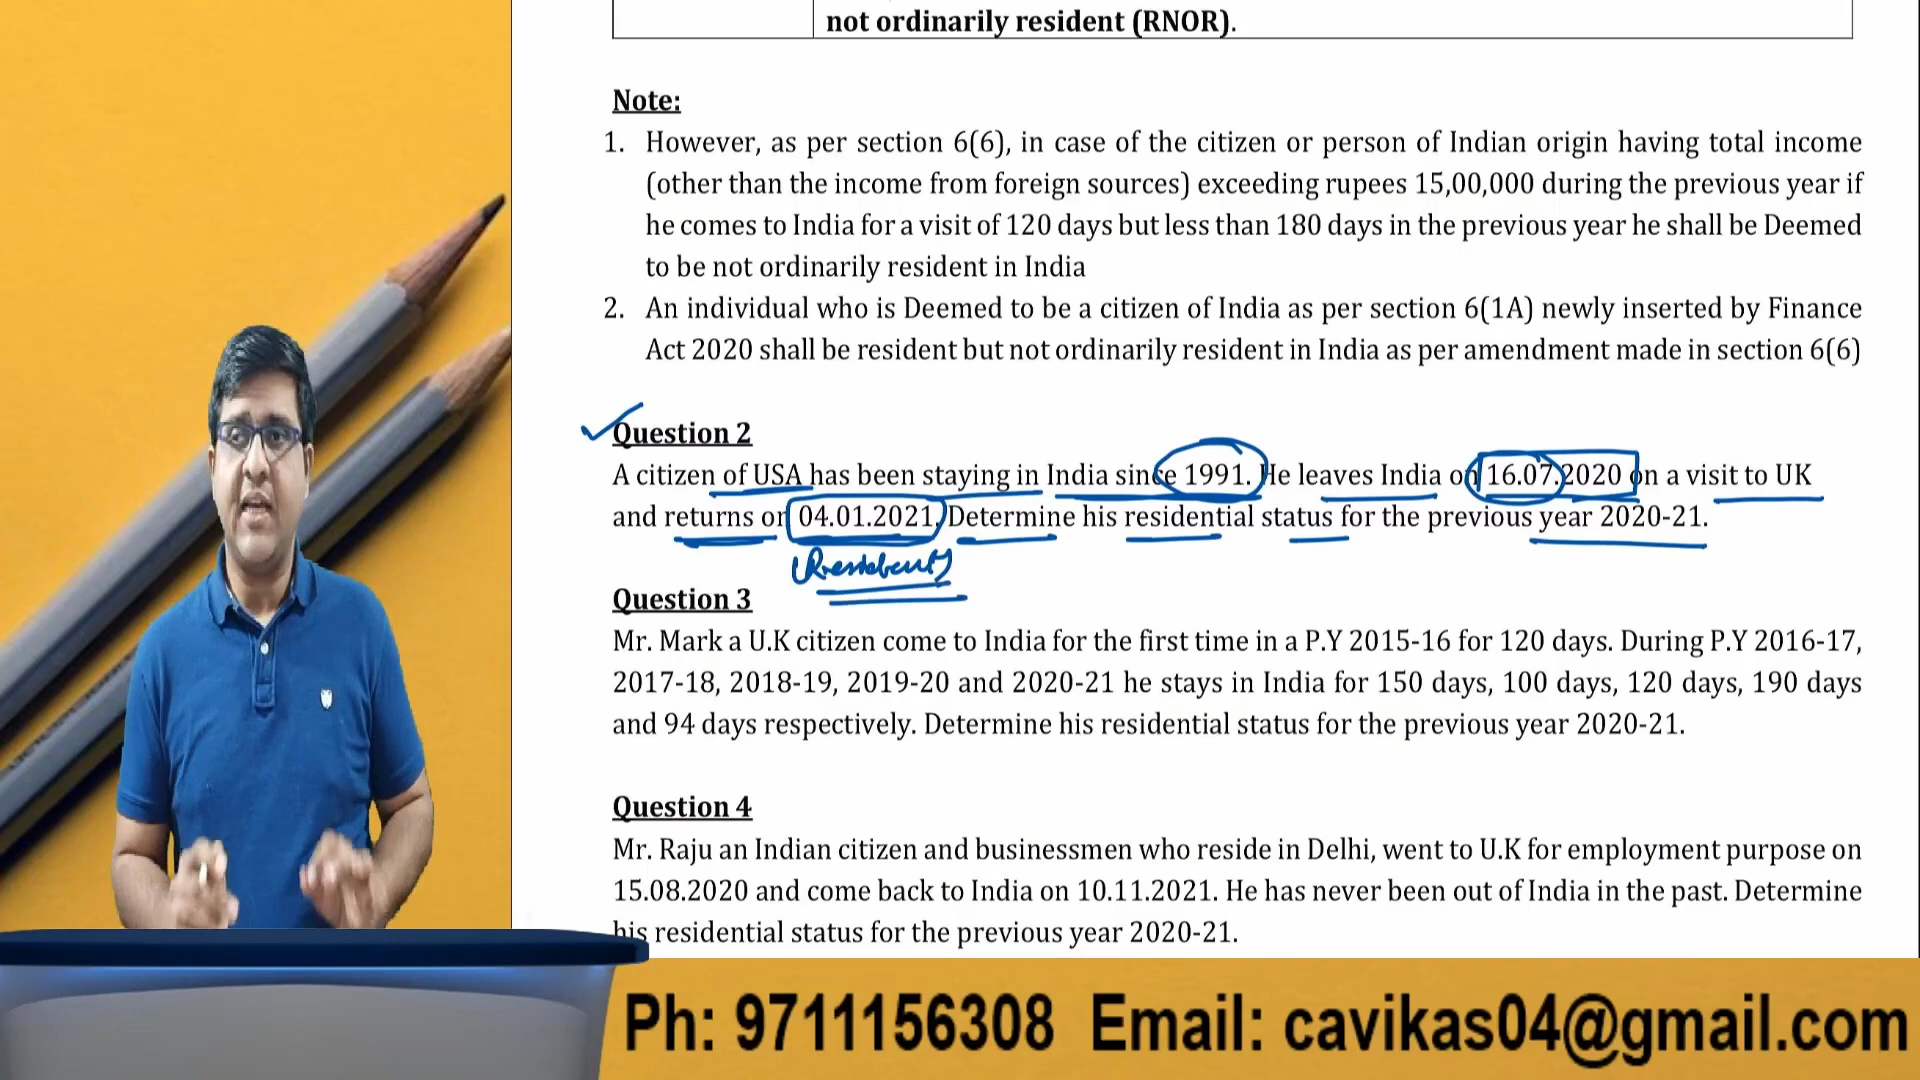 not ordinarily resident (RNOR).
Note:
1. However, as per section 6(6), in case of the citizen or person of Indian origin having total income
(other than the income from foreign sources) exceeding rupees 15,00,000 during the previous year if
he comes to India for a visit of 120 days but less than 180 days in the previous year he shall be Deemed
to be not ordinarily resident in India
2. An individual who is Deemed to be a citizen of India as per section 6(1A) newly inserted by Finance
Act 2020 shall be resident but not ordinarily resident in India as per amendment made in section 6(6)
Question 2
A citizen of USA has been staying in India since 1991. He leaves India on 16.07.2020 on a visit to UK
and returns on 04.01.2021. Determine his residential status for the previous year 2020-21.
Question 3
Mr. Mark a U.K citizen come to India for the first time in a P.Y 2015-16 for 120 days. During P.Y 2016-17,
2017-18, 2018-19, 2019-20 and 2020-21 he stays in India for 150 days, 100 days, 120 days, 190 days
and 94 days respectively. Determine his residential status for the previous year 2020-21.
Question 4
Mr. Raju an Indian citizen and businessmen who reside in Delhi, went to U.K for employment purpose on
15.08.2020 and come back to India on 10.11.2021. He has never been out of India in the past. Determine
his residential status for the previous year 2020-21.
Ph: 9711156308 Email: cavikas04@gmail.com